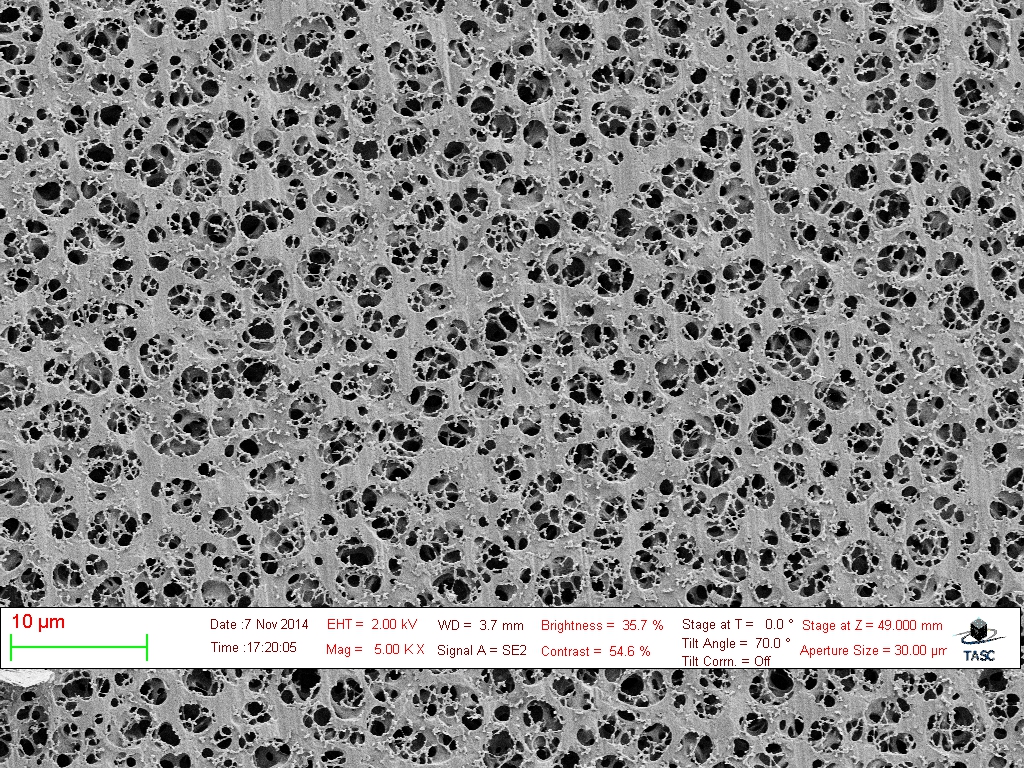 10 µm
Date :7 Nov 2014 EHT = 2.00 kV WD = 3.7 mm Brightness = 35.7 % Stage at T = 0.0 ° Stage at Z = 49.000 mm
Time :17:20:05 Mag = 5.00 K X Signal A = SE2 Contrast = 54.6 % Tilt Angle = 70.0 ° Aperture Size = 30.00 µm
Tilt Corrn. = Off
TASC